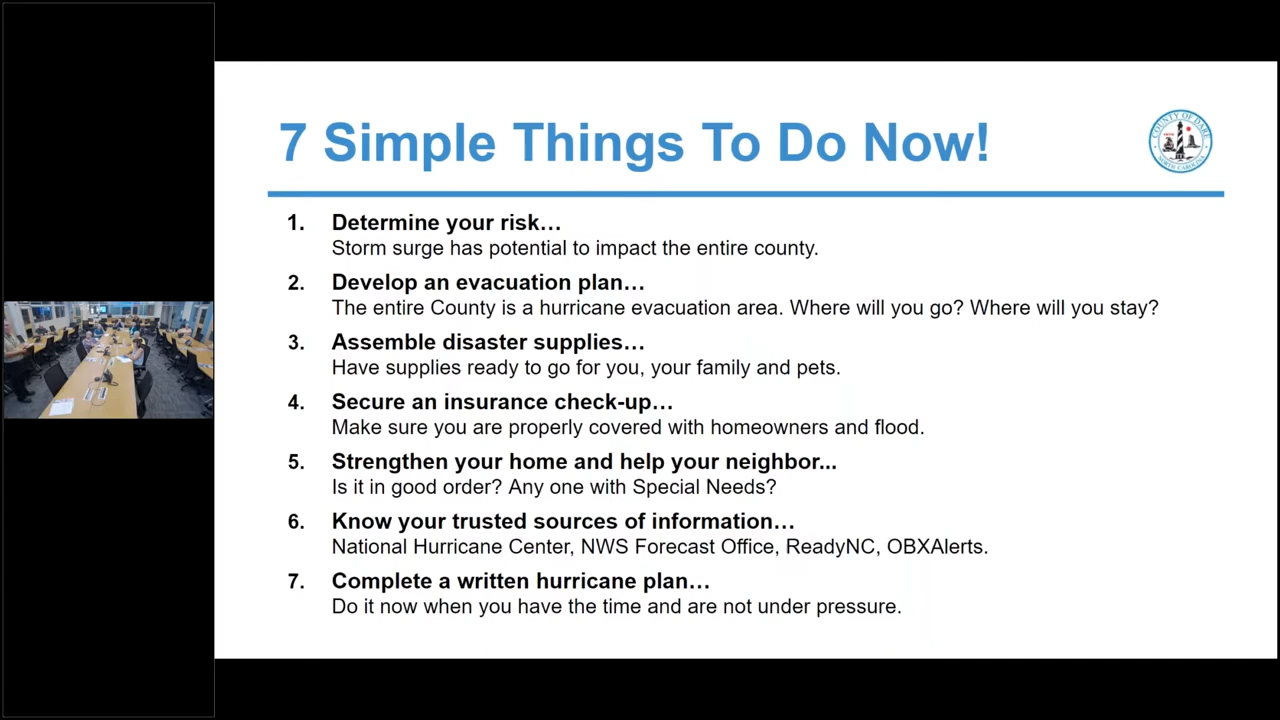 7 Simple Things To Do Now!
COUNTY OF DARE
NORTH CAROLINA
1. Determine your risk…
Storm surge has potential to impact the entire county.
2. Develop an evacuation plan…
The entire County is a hurricane evacuation area. Where will you go? Where will you stay?
3. Assemble disaster supplies…
Have supplies ready to go for you, your family and pets.
4. Secure an insurance check-up…
Make sure you are properly covered with homeowners and flood.
5. Strengthen your home and help your neighbor...
Is it in good order? Any one with Special Needs?
6. Know your trusted sources of information…
National Hurricane Center, NWS Forecast Office, ReadyNC, OBXAlerts.
7. Complete a written hurricane plan…
Do it now when you have the time and are not under pressure.